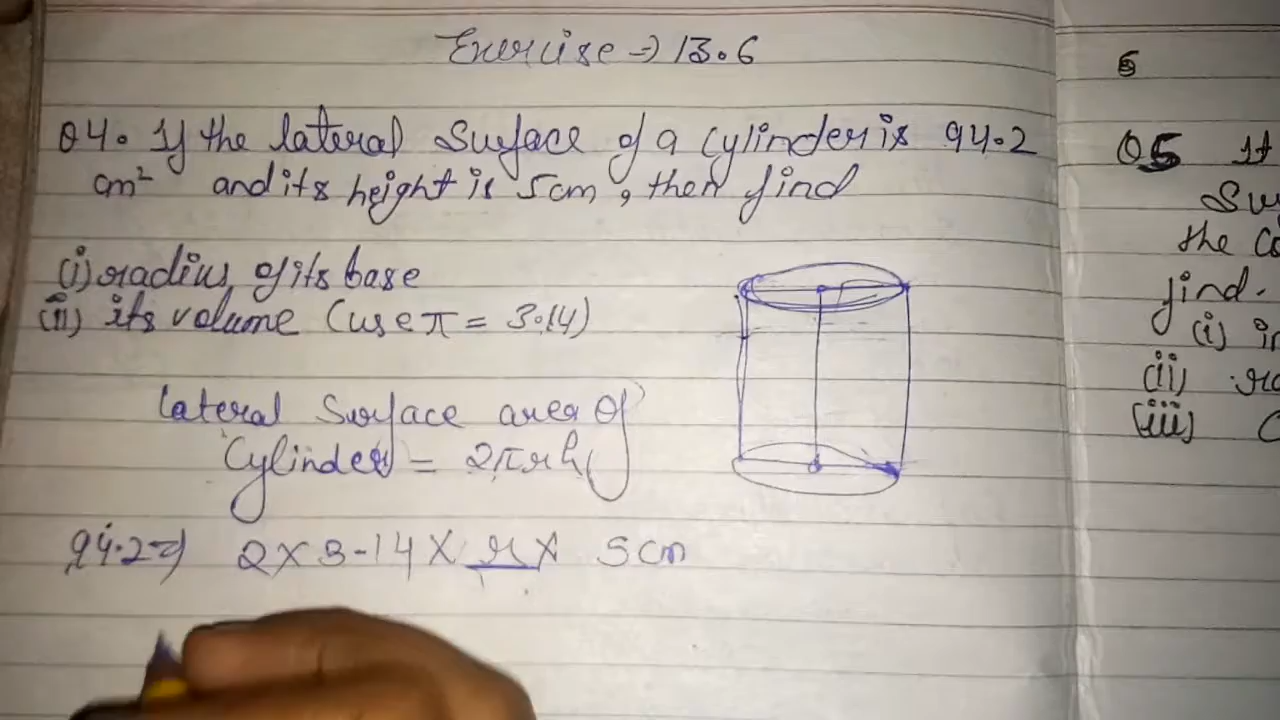 Exercise → 13.6
Q4. If the lateral Surface of a Cylinder is 94.2
cm² and its height is 5cm, then find
(i) radius of its base
(ii) its volume (use π = 3.14)
lateral Surface area of
Cylinder = 2πrh
94.2 ⇒ 2 × 3.14 × r × 5cm
Q5 If
the
find.
(i)
(ii)
(iii)